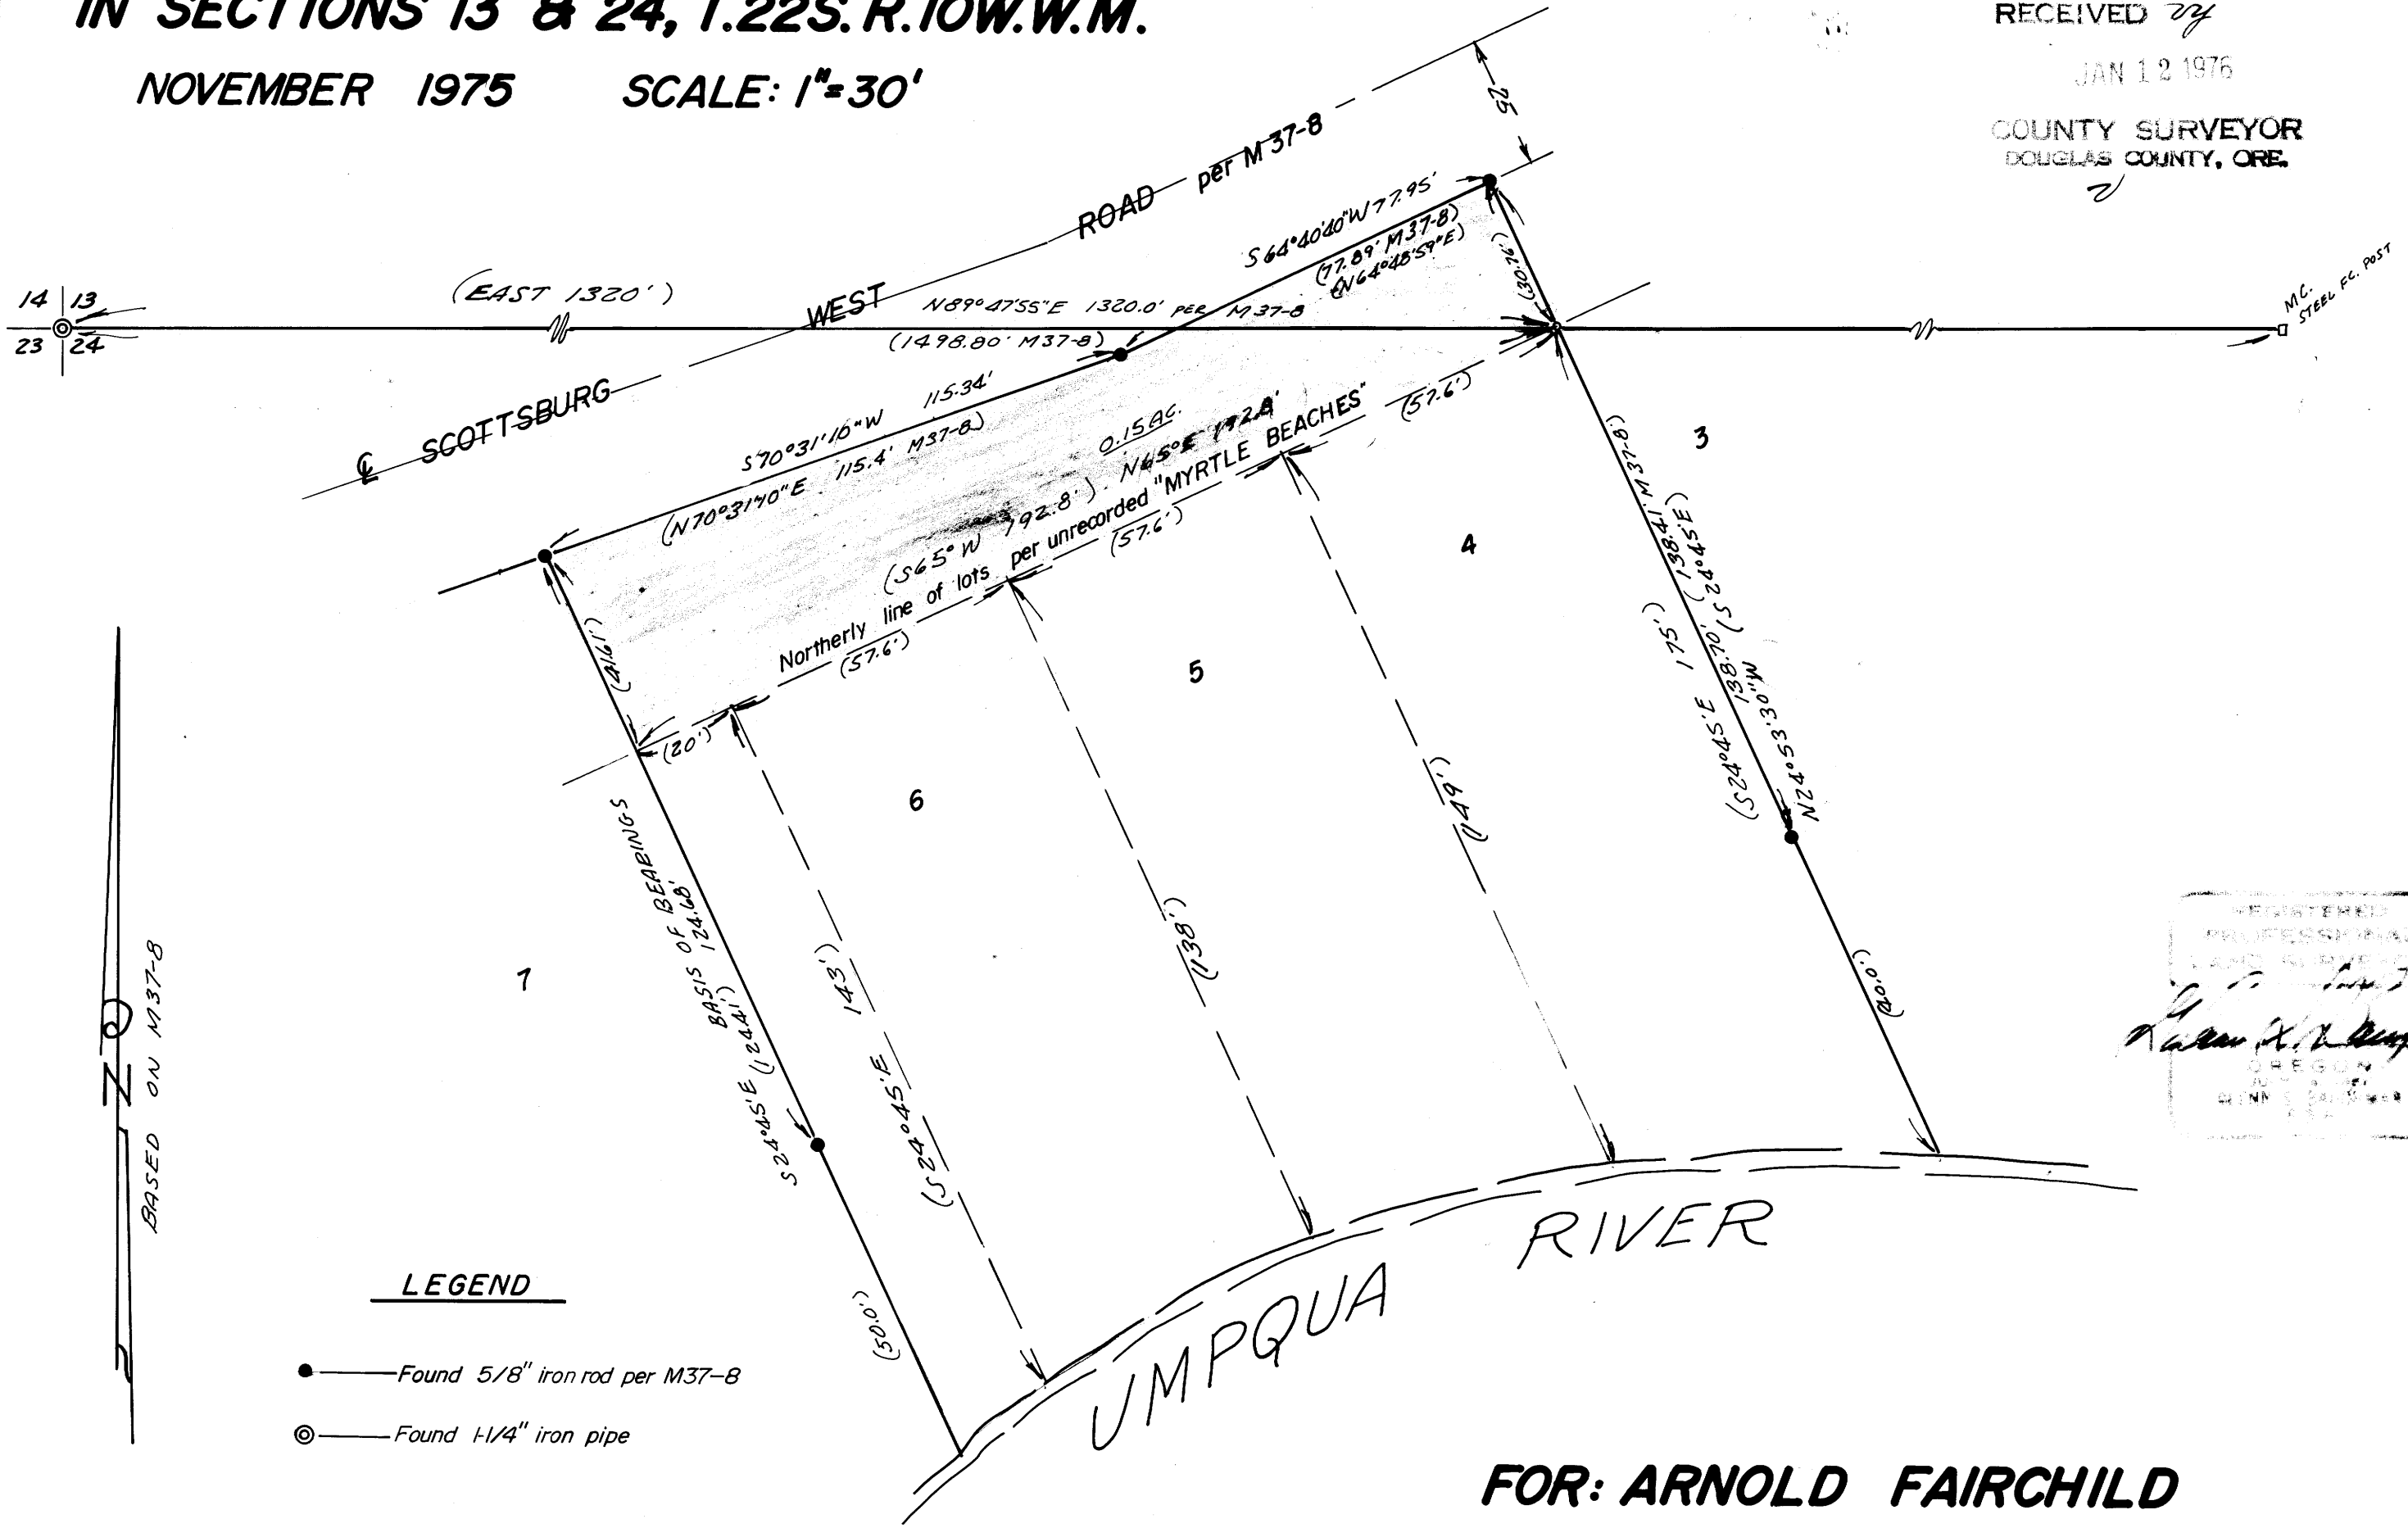 IN SECTIONS 13 & 24, T.22S. R.10W.W.M.
NOVEMBER 1975 SCALE: 1"=30'
RECEIVED
JAN 12 1976
COUNTY SURVEYOR
DOUGLAS COUNTY, ORE.
25
℄ SCOTTSBURG WEST ROAD per M 37-8
S 64°40'40"W 77.95'
(77.89' M37-8)
(N64°48'59"E)
(30.76')
14 13
23 24
(EAST 1320')
N89°47'55"E 1320.0' PER M37-8
(1498.80' M37-8)
M.C.
STEEL FC. POST
S70°31'10"W 115.34'
(N70°31'10"E 115.4' M37-8)
0.15 AC.
(S65°W 192.8') N65°E 192.8'
Northerly line of lots per unrecorded "MYRTLE BEACHES"
(57.6')
(57.6')
(57.6')
(20')
(41.61')
3
4
5
6
7
(S24°45'E 175')
138.70' (138.41' M37-8)
N24°53'30"W (S24°45'E)
(40.0')
(149')
(138')
(S24°45'E 143')
BASIS OF BEARINGS
S24°45'E (124.41') 124.68'
(50.0')
N
BASED ON M37-8
REGISTERED
PROFESSIONAL
LAND SURVEYOR
OREGON
UMPQUA RIVER
LEGEND
Found 5/8" iron rod per M37-8
Found 1-1/4" iron pipe
FOR: ARNOLD FAIRCHILD